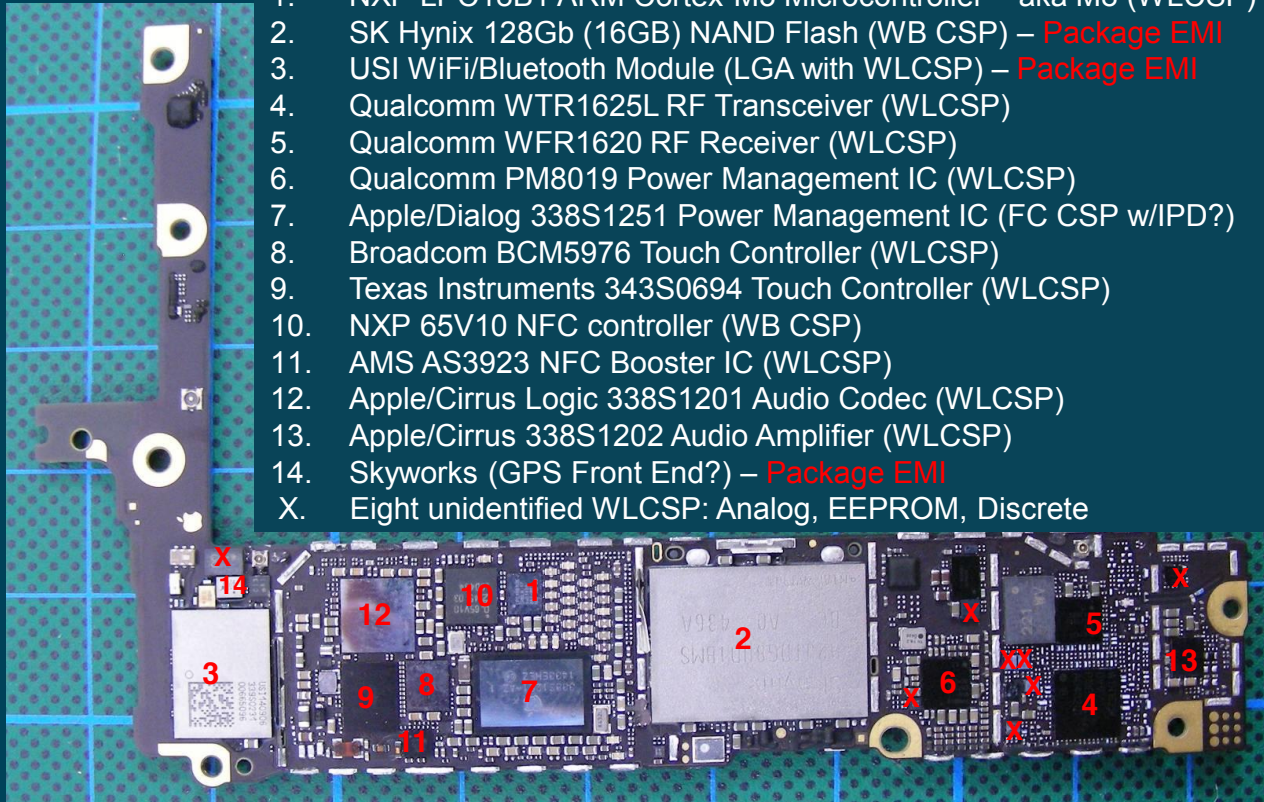 2. SK Hynix 128Gb (16GB) NAND Flash (WB CSP) – Package EMI
3. USI WiFi/Bluetooth Module (LGA with WLCSP) – Package EMI
4. Qualcomm WTR1625L RF Transceiver (WLCSP)
5. Qualcomm WFR1620 RF Receiver (WLCSP)
6. Qualcomm PM8019 Power Management IC (WLCSP)
7. Apple/Dialog 338S1251 Power Management IC (FC CSP w/IPD?)
8. Broadcom BCM5976 Touch Controller (WLCSP)
9. Texas Instruments 343S0694 Touch Controller (WLCSP)
10. NXP 65V10 NFC controller (WB CSP)
11. AMS AS3923 NFC Booster IC (WLCSP)
12. Apple/Cirrus Logic 338S1201 Audio Codec (WLCSP)
13. Apple/Cirrus 338S1202 Audio Amplifier (WLCSP)
14. Skyworks (GPS Front End?) – Package EMI
X. Eight unidentified WLCSP: Analog, EEPROM, Discrete
X
14
12
10
1
3
9
8
7
11
2
X
X
6
5
XX
X
X
4
X
13